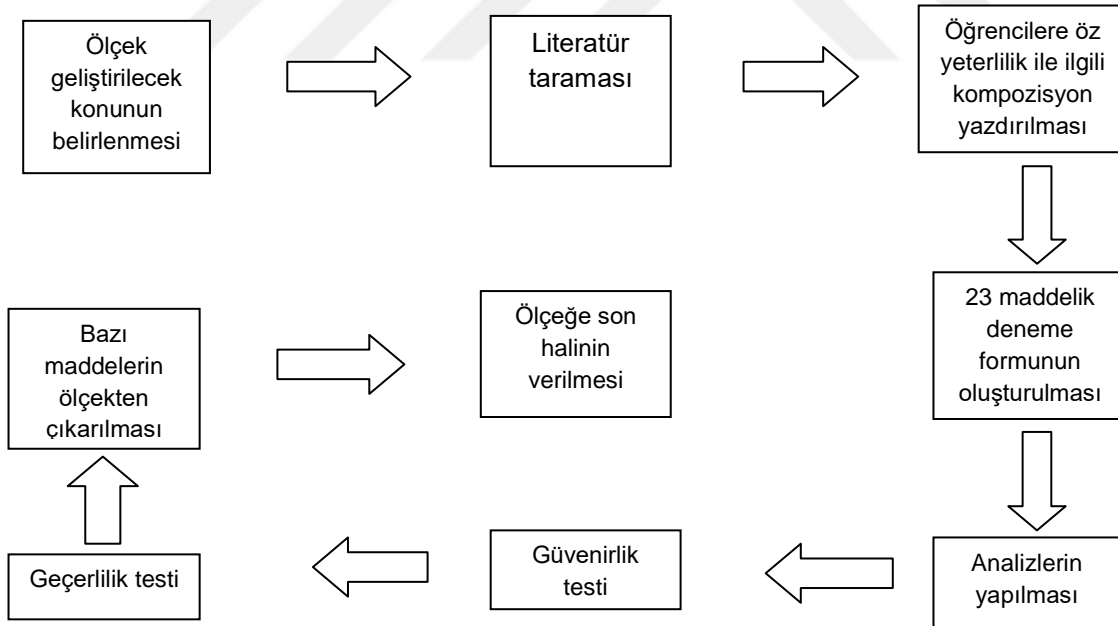 Ölçek
geliştirilecek
konunun
belirlenmesi
Literatür
taraması
Öğrencilere öz
yeterlilik ile ilgili
kompozisyon
yazdırılması
23 maddelik
deneme
formunun
oluşturulması
Analizlerin
yapılması
Güvenirlik
testi
Geçerlilik testi
Bazı
maddelerin
ölçekten
çıkarılması
Ölçeğe son
halinin
verilmesi